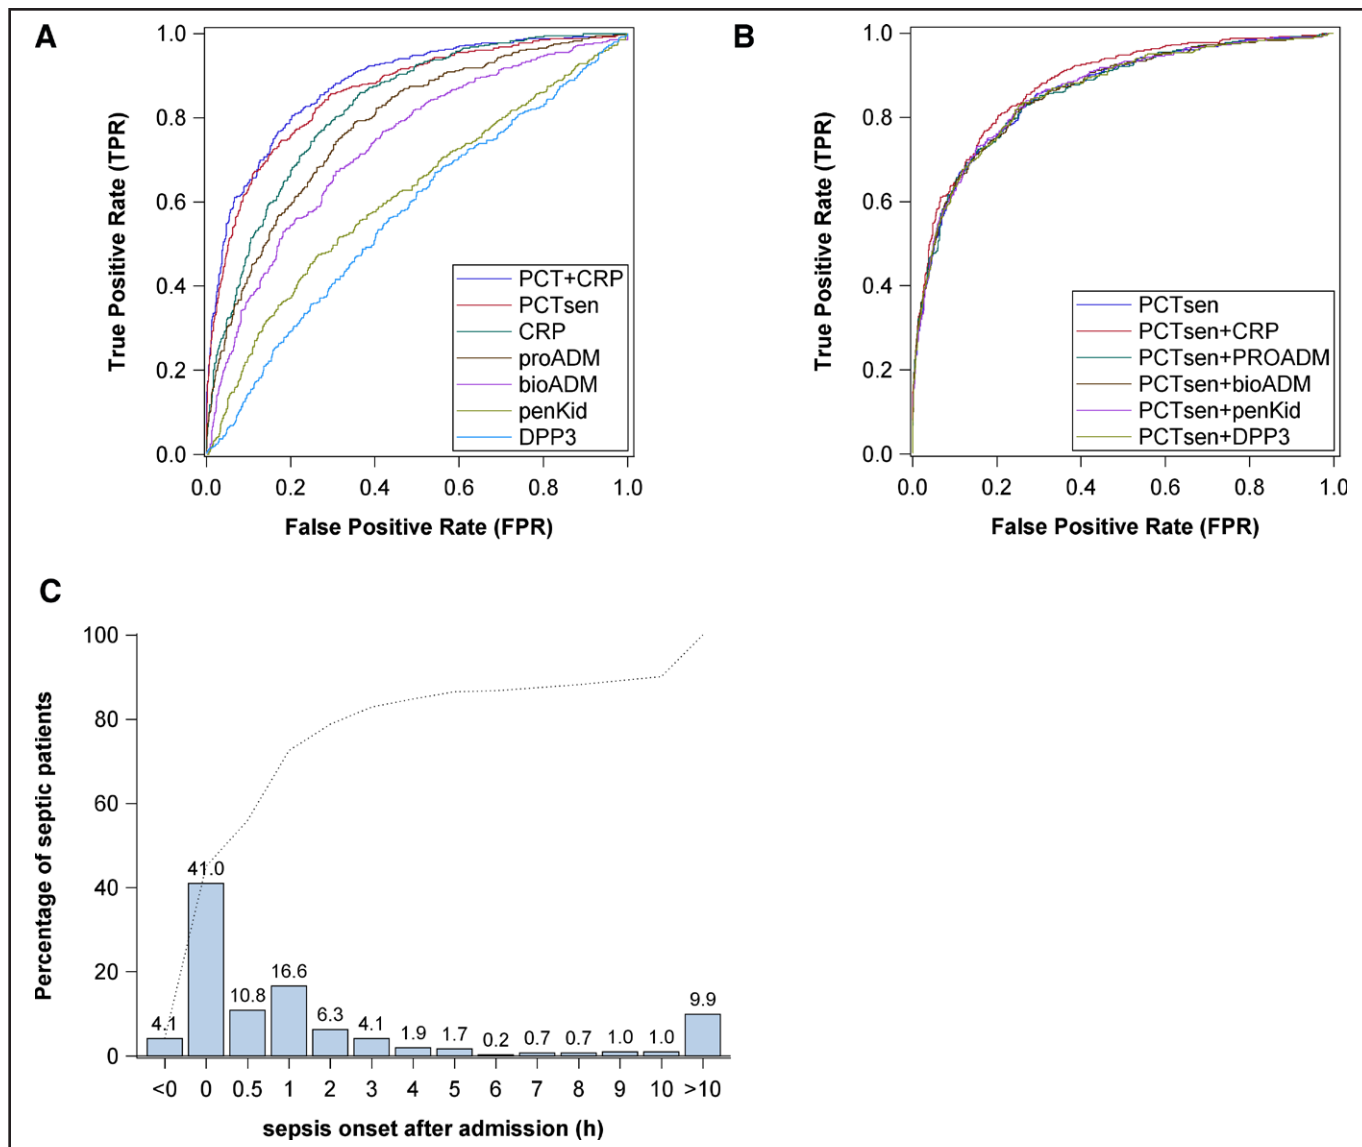 A
True Positive Rate (TPR)
1.0
0.8
0.6
0.4
0.2
0.0
PCT+CRP
PCTsen
CRP
proADM
bioADM
penKid
DPP3
0.0 0.2 0.4 0.6 0.8 1.0
False Positive Rate (FPR)
B
True Positive Rate (TPR)
1.0
0.8
0.6
0.4
0.2
0.0
PCTsen
PCTsen+CRP
PCTsen+PROADM
PCTsen+bioADM
PCTsen+penKid
PCTsen+DPP3
0.0 0.2 0.4 0.6 0.8 1.0
False Positive Rate (FPR)
C
Percentage of septic patients
100
80
60
40
20
0
4.1 41.0 10.8 16.6 6.3 4.1 1.9 1.7 0.2 0.7 0.7 1.0 1.0 9.9
<0 0 0.5 1 2 3 4 5 6 7 8 9 10 >10
sepsis onset after admission (h)